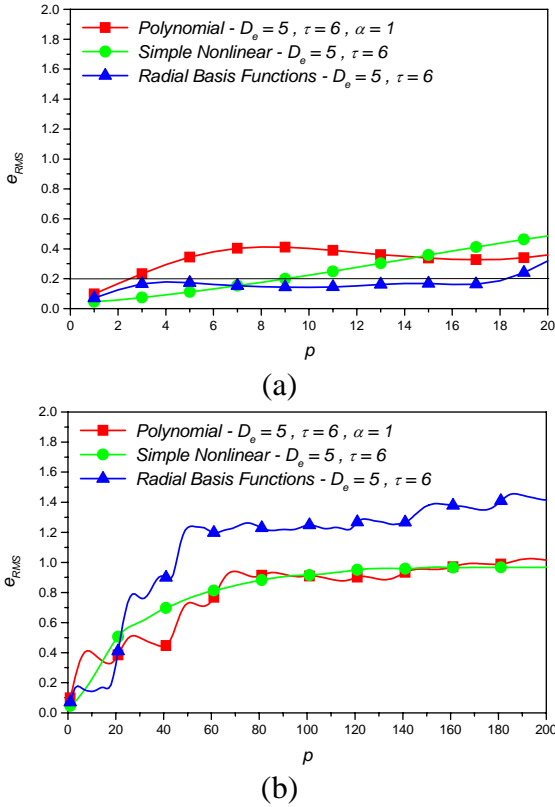 2.0
1.8
1.6
1.4
1.2
1.0
0.8
0.6
0.4
0.2
0.0
e_RMS
Polynomial - D_e = 5 , τ = 6 , α = 1
Simple Nonlinear - D_e = 5 , τ = 6
Radial Basis Functions - D_e = 5 , τ = 6
0 2 4 6 8 10 12 14 16 18 20
p
(a)
2.0
1.8
1.6
1.4
1.2
1.0
0.8
0.6
0.4
0.2
0.0
e_RMS
Polynomial - D_e = 5 , τ = 6 , α = 1
Simple Nonlinear - D_e = 5 , τ = 6
Radial Basis Functions - D_e = 5 , τ = 6
0 20 40 60 80 100 120 140 160 180 200
p
(b)